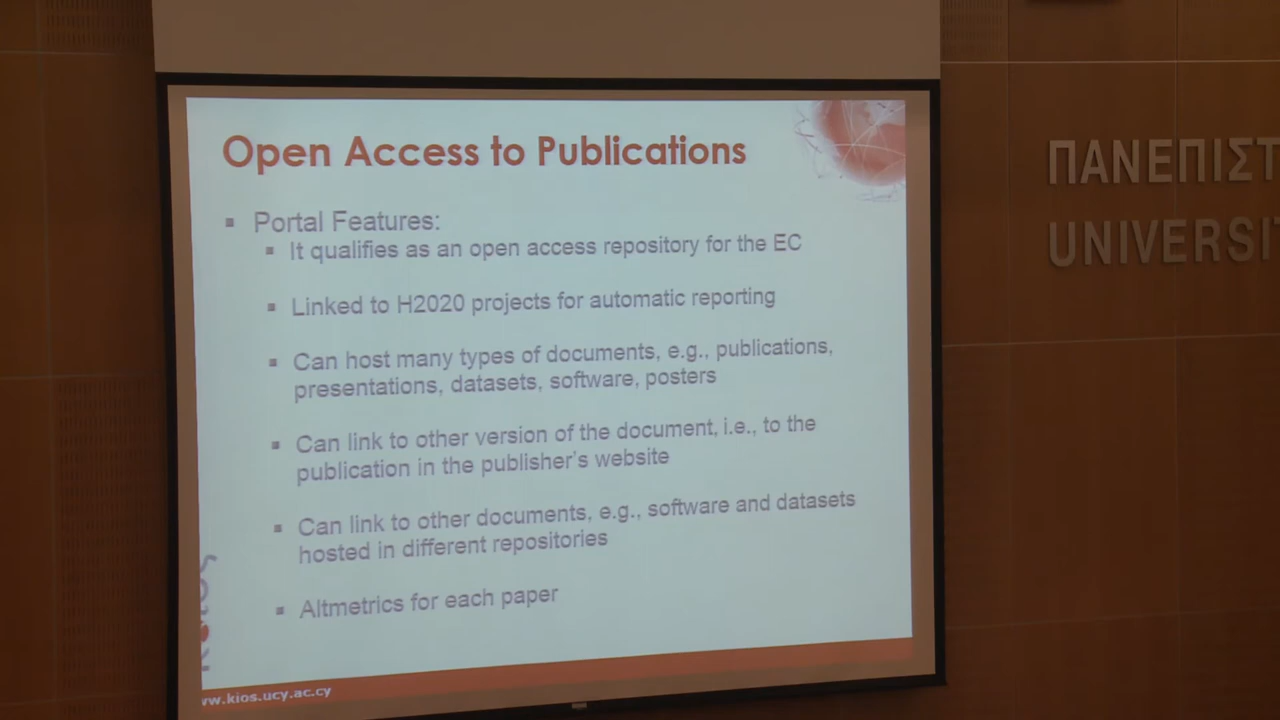 Open Access to Publications
Portal Features:
It qualifies as an open access repository for the EC
Linked to H2020 projects for automatic reporting
Can host many types of documents, e.g., publications,
presentations, datasets, software, posters
Can link to other version of the document, i.e., to the
publication in the publisher's website
Can link to other documents, e.g., software and datasets
hosted in different repositories
Altmetrics for each paper
ww.kios.ucy.ac.cy
ΠΑΝΕΠΙΣΤ
UNIVERSI